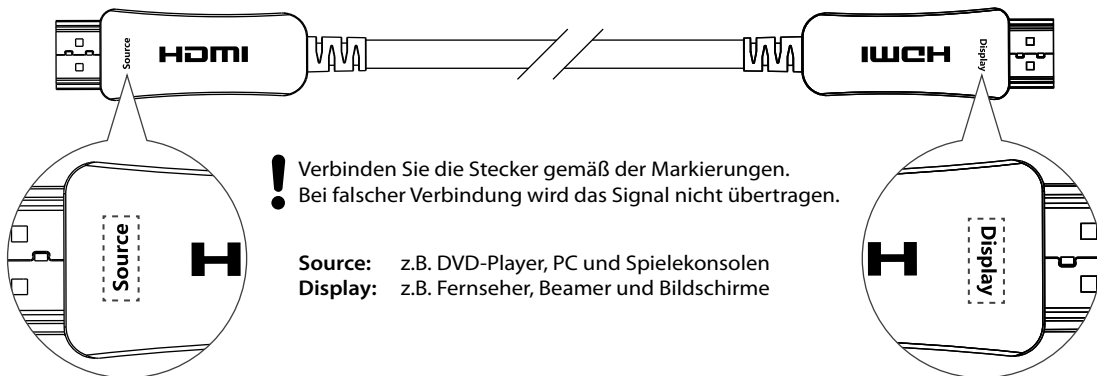 Source
HDMI
HDMI
Display
Verbinden Sie die Stecker gemäß der Markierungen.
Bei falscher Verbindung wird das Signal nicht übertragen.
Source
H
Source: z.B. DVD-Player, PC und Spielekonsolen
Display: z.B. Fernseher, Beamer und Bildschirme
H
Display